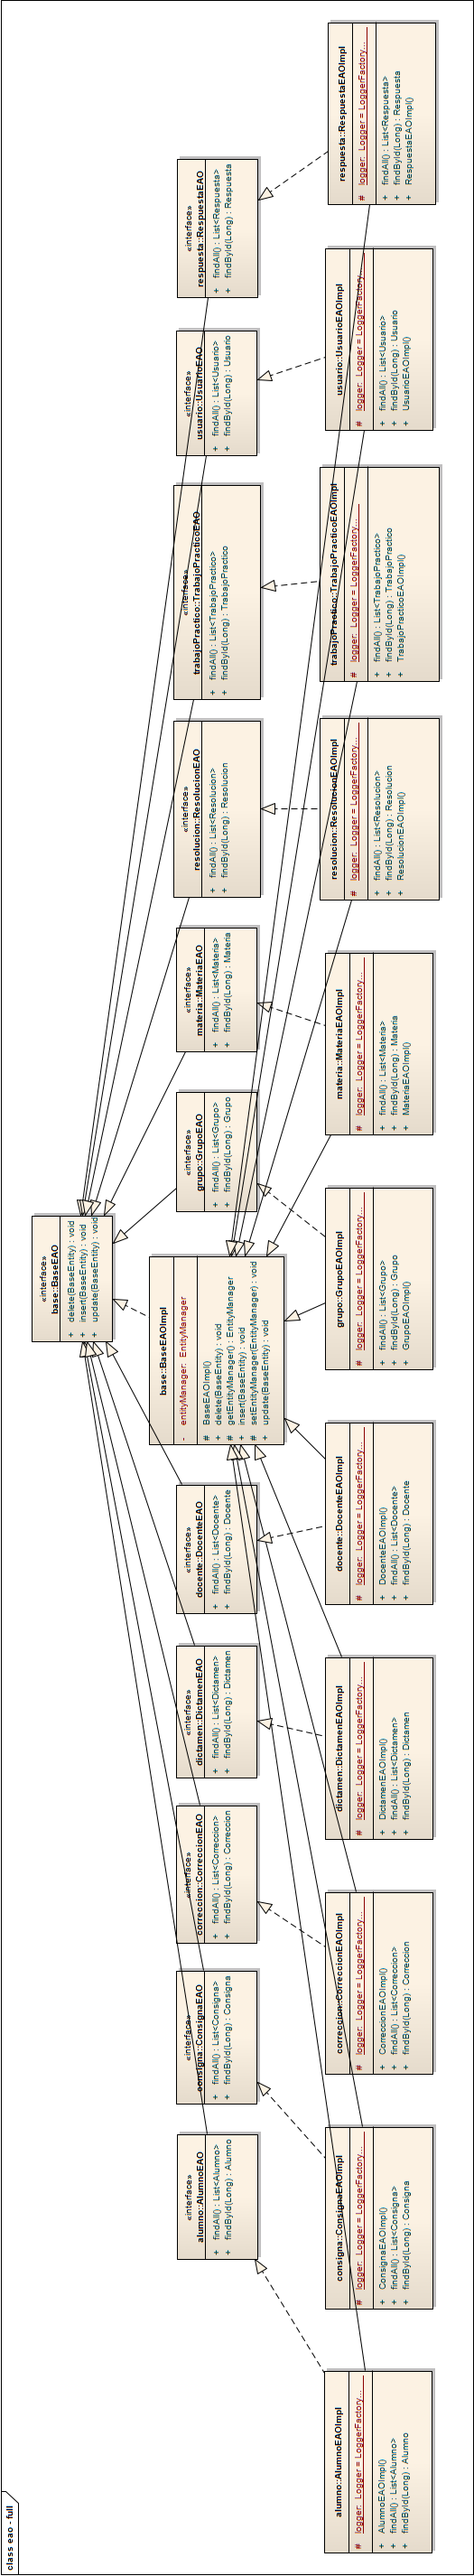 class eao - full
«interface»
base::BaseEAO
+ delete(BaseEntity) : void
+ insert(BaseEntity) : void
+ update(BaseEntity) : void
«interface»
alumno::AlumnoEAO
+ findAll() : List<Alumno>
+ findById(Long) : Alumno
«interface»
consigna::ConsignaEAO
+ findAll() : List<Consigna>
+ findById(Long) : Consigna
«interface»
correccion::CorreccionEAO
+ findAll() : List<Correccion>
+ findById(Long) : Correccion
«interface»
dictamen::DictamenEAO
+ findAll() : List<Dictamen>
+ findById(Long) : Dictamen
«interface»
docente::DocenteEAO
+ findAll() : List<Docente>
+ findById(Long) : Docente
base::BaseEAOImpl
- entityManager: EntityManager
# BaseEAOImpl()
+ delete(BaseEntity) : void
# getEntityManager() : EntityManager
+ insert(BaseEntity) : void
# setEntityManager(EntityManager) : void
+ update(BaseEntity) : void
«interface»
grupo::GrupoEAO
+ findAll() : List<Grupo>
+ findById(Long) : Grupo
«interface»
materia::MateriaEAO
+ findAll() : List<Materia>
+ findById(Long) : Materia
«interface»
resolucion::ResolucionEAO
+ findAll() : List<Resolucion>
+ findById(Long) : Resolucion
«interface»
trabajoPractico::TrabajoPracticoEAO
+ findAll() : List<TrabajoPractico>
+ findById(Long) : TrabajoPractico
«interface»
usuario::UsuarioEAO
+ findAll() : List<Usuario>
+ findById(Long) : Usuario
«interface»
respuesta::RespuestaEAO
+ findAll() : List<Respuesta>
+ findById(Long) : Respuesta
alumno::AlumnoEAOImpl
# logger: Logger = LoggerFactory....
+ AlumnoEAOImpl()
+ findAll() : List<Alumno>
+ findById(Long) : Alumno
consigna::ConsignaEAOImpl
# logger: Logger = LoggerFactory....
+ ConsignaEAOImpl()
+ findAll() : List<Consigna>
+ findById(Long) : Consigna
correccion::CorreccionEAOImpl
# logger: Logger = LoggerFactory....
+ CorreccionEAOImpl()
+ findAll() : List<Correccion>
+ findById(Long) : Correccion
dictamen::DictamenEAOImpl
# logger: Logger = LoggerFactory....
+ DictamenEAOImpl()
+ findAll() : List<Dictamen>
+ findById(Long) : Dictamen
docente::DocenteEAOImpl
# logger: Logger = LoggerFactory....
+ DocenteEAOImpl()
+ findAll() : List<Docente>
+ findById(Long) : Docente
grupo::GrupoEAOImpl
# logger: Logger = LoggerFactory....
+ findAll() : List<Grupo>
+ findById(Long) : Grupo
+ GrupoEAOImpl()
materia::MateriaEAOImpl
# logger: Logger = LoggerFactory....
+ findAll() : List<Materia>
+ findById(Long) : Materia
+ MateriaEAOImpl()
resolucion::ResolucionEAOImpl
# logger: Logger = LoggerFactory....
+ findAll() : List<Resolucion>
+ findById(Long) : Resolucion
+ ResolucionEAOImpl()
trabajoPractico::TrabajoPracticoEAOImpl
# logger: Logger = LoggerFactory....
+ findAll() : List<TrabajoPractico>
+ findById(Long) : TrabajoPractico
+ TrabajoPracticoEAOImpl()
usuario::UsuarioEAOImpl
# logger: Logger = LoggerFactory....
+ findAll() : List<Usuario>
+ findById(Long) : Usuario
+ UsuarioEAOImpl()
respuesta::RespuestaEAOImpl
# logger: Logger = LoggerFactory....
+ findAll() : List<Respuesta>
+ findById(Long) : Respuesta
+ RespuestaEAOImpl()